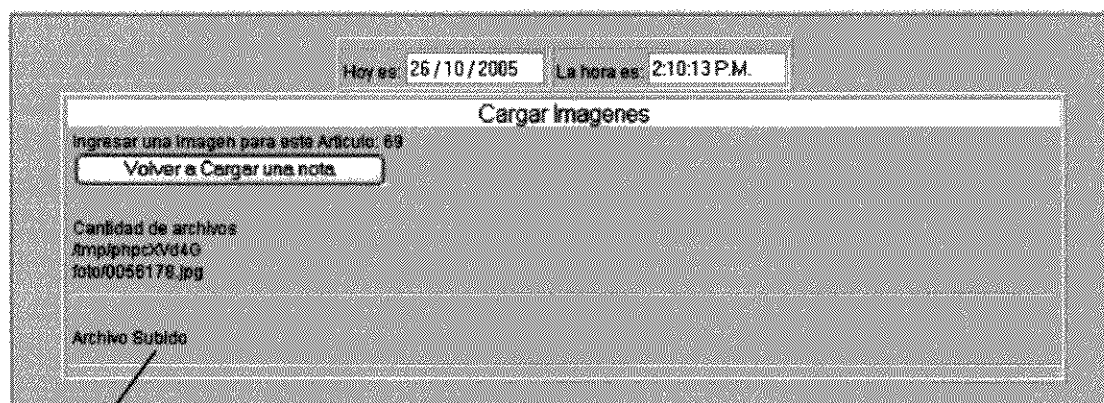 Hoy es: 26 / 10 / 2005 La hora es: 2:10:13 P.M.
Cargar Imagenes
Ingresar una Imagen para este Articulo: 69
Volver a Cargar una nota
Cantidad de archivos
/tmp/phpcXVd4G
foto/0056178.jpg
Archivo Subido